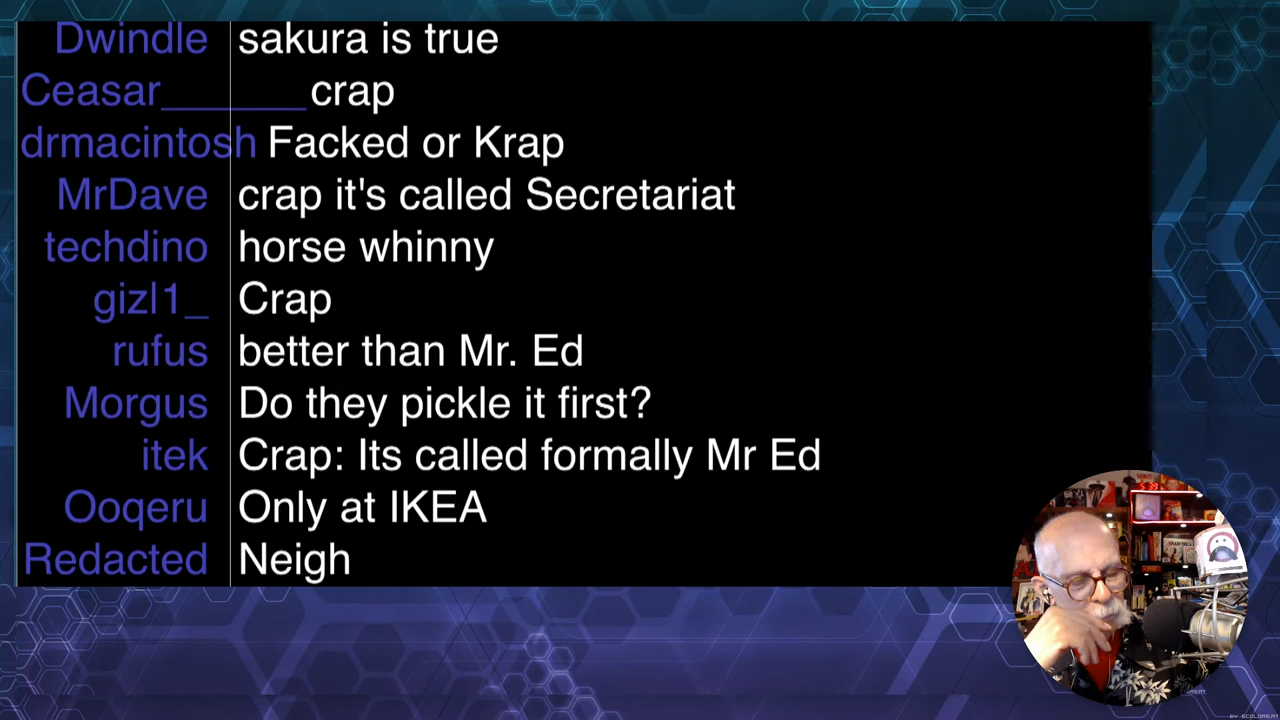 Dwindle sakura is true
Ceasar_______ crap
drmacintosh Facked or Krap
MrDave crap it's called Secretariat
techdino horse whinny
gizl1_ Crap
rufus better than Mr. Ed
Morgus Do they pickle it first?
itek Crap: Its called formally Mr Ed
Ooqeru Only at IKEA
Redacted Neigh